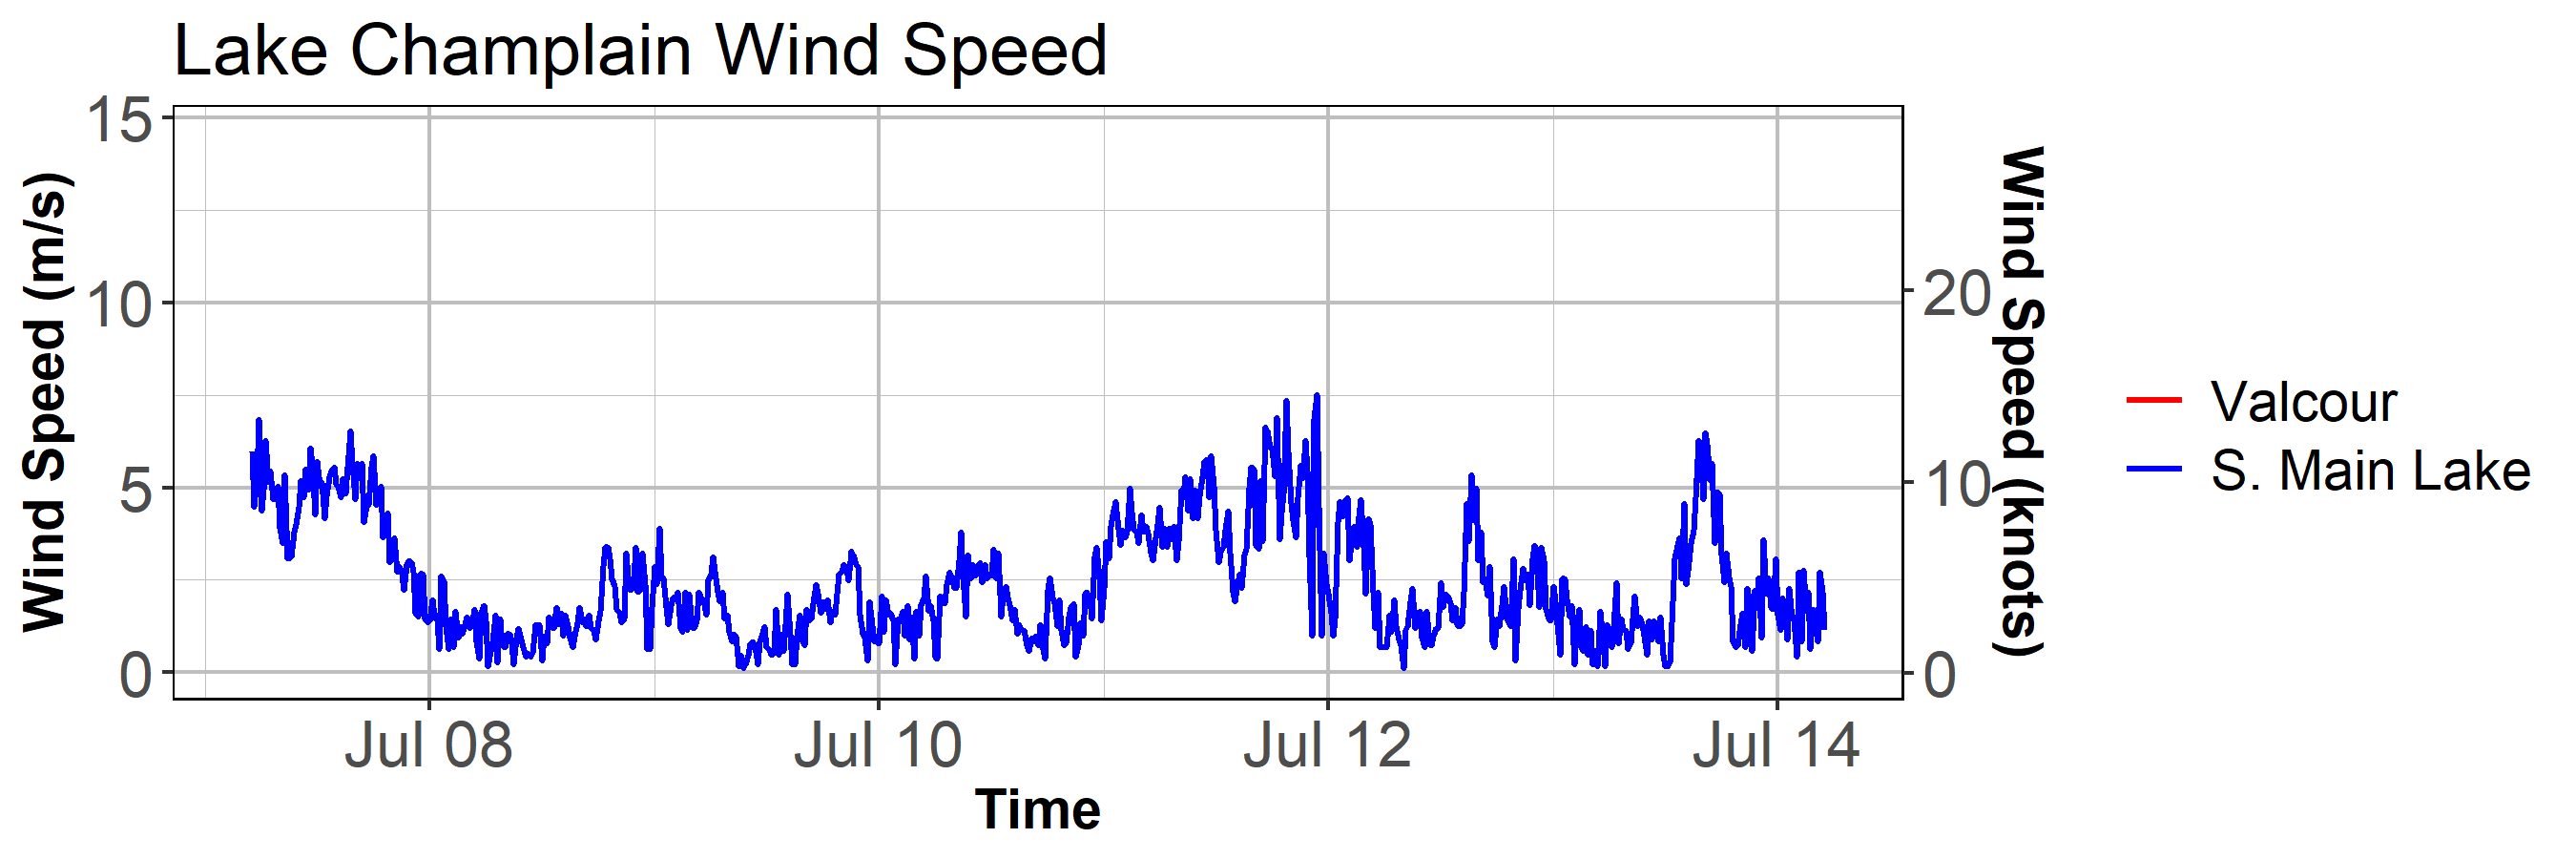 Lake Champlain Wind Speed
Wind Speed (m/s)
15
10
5
0
Jul 08
Jul 10
Jul 12
Jul 14
Time
20
10
0
Wind Speed (knots)
Valcour
S. Main Lake